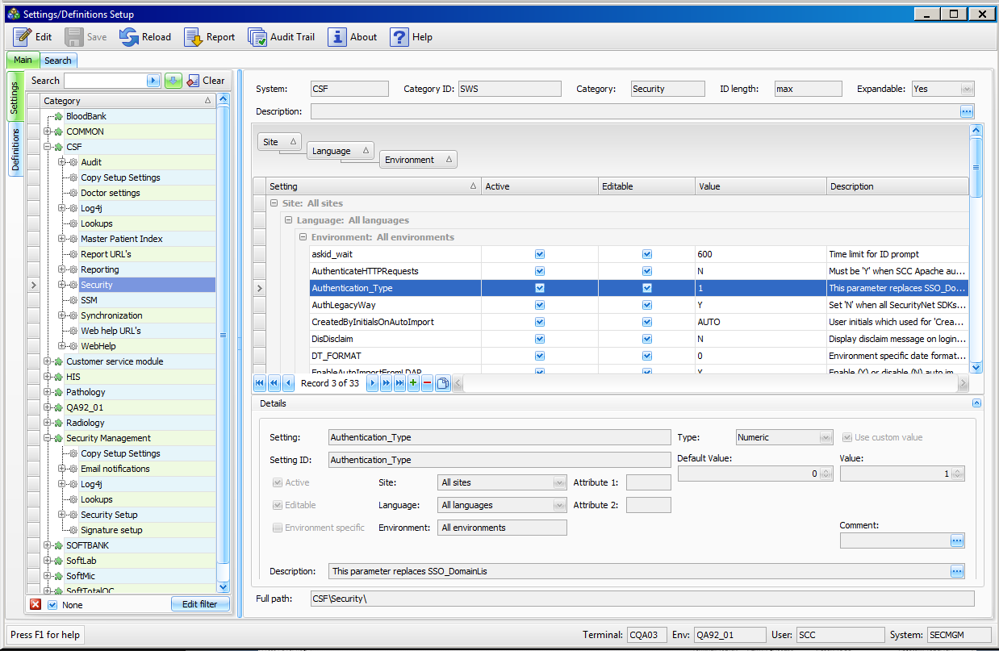 Settings/Definitions Setup
Edit Save Reload Report Audit Trail About Help
Main Search
Settings
Definitions
Search Clear
Category
BloodBank
COMMON
CSF
Audit
Copy Setup Settings
Doctor settings
Log4j
Lookups
Master Patient Index
Report URL's
Reporting
Security
SSM
Synchronization
Web help URL's
WebHelp
Customer service module
HIS
Pathology
QA92_01
Radiology
Security Management
Copy Setup Settings
Email notifications
Log4j
Lookups
Security Setup
Signature setup
SOFTBANK
SoftLab
SoftMic
SoftTotalQC
None Edit filter
System: CSF Category ID: SWS Category: Security ID length: max Expandable: Yes
Description:
Site
Language
Environment
Setting Active Editable Value Description
Site: All sites
Language: All languages
Environment: All environments
askid_wait 600 Time limit for ID prompt
AuthenticateHTTPRequests N Must be 'Y' when SCC Apache au...
Authentication_Type 1 This parameter replaces SSO_Do...
AuthLegacyWay Y Set 'N' when all SecurityNet SDKs...
CreatedByInitialsOnAutoImport AUTO User initials which used for 'Crea...
DisDisclaim N Display disclaim message on login...
DT_FORMAT 0 Environment specific date format...
EnableAutoImportFromLDAP Y Enable (Y) or disable (N) auto im...
Record 3 of 33
Details
Setting: Authentication_Type Type: Numeric Use custom value
Setting ID: Authentication_Type Default Value: 0 Value: 1
Active Site: All sites Attribute 1:
Editable Language: All languages Attribute 2:
Environment specific Environment: All environments
Comment:
Description: This parameter replaces SSO_DomainLis
Full path: CSF\Security\
Press F1 for help Terminal: CQA03 Env: QA92_01 User: SCC System: SECMGM